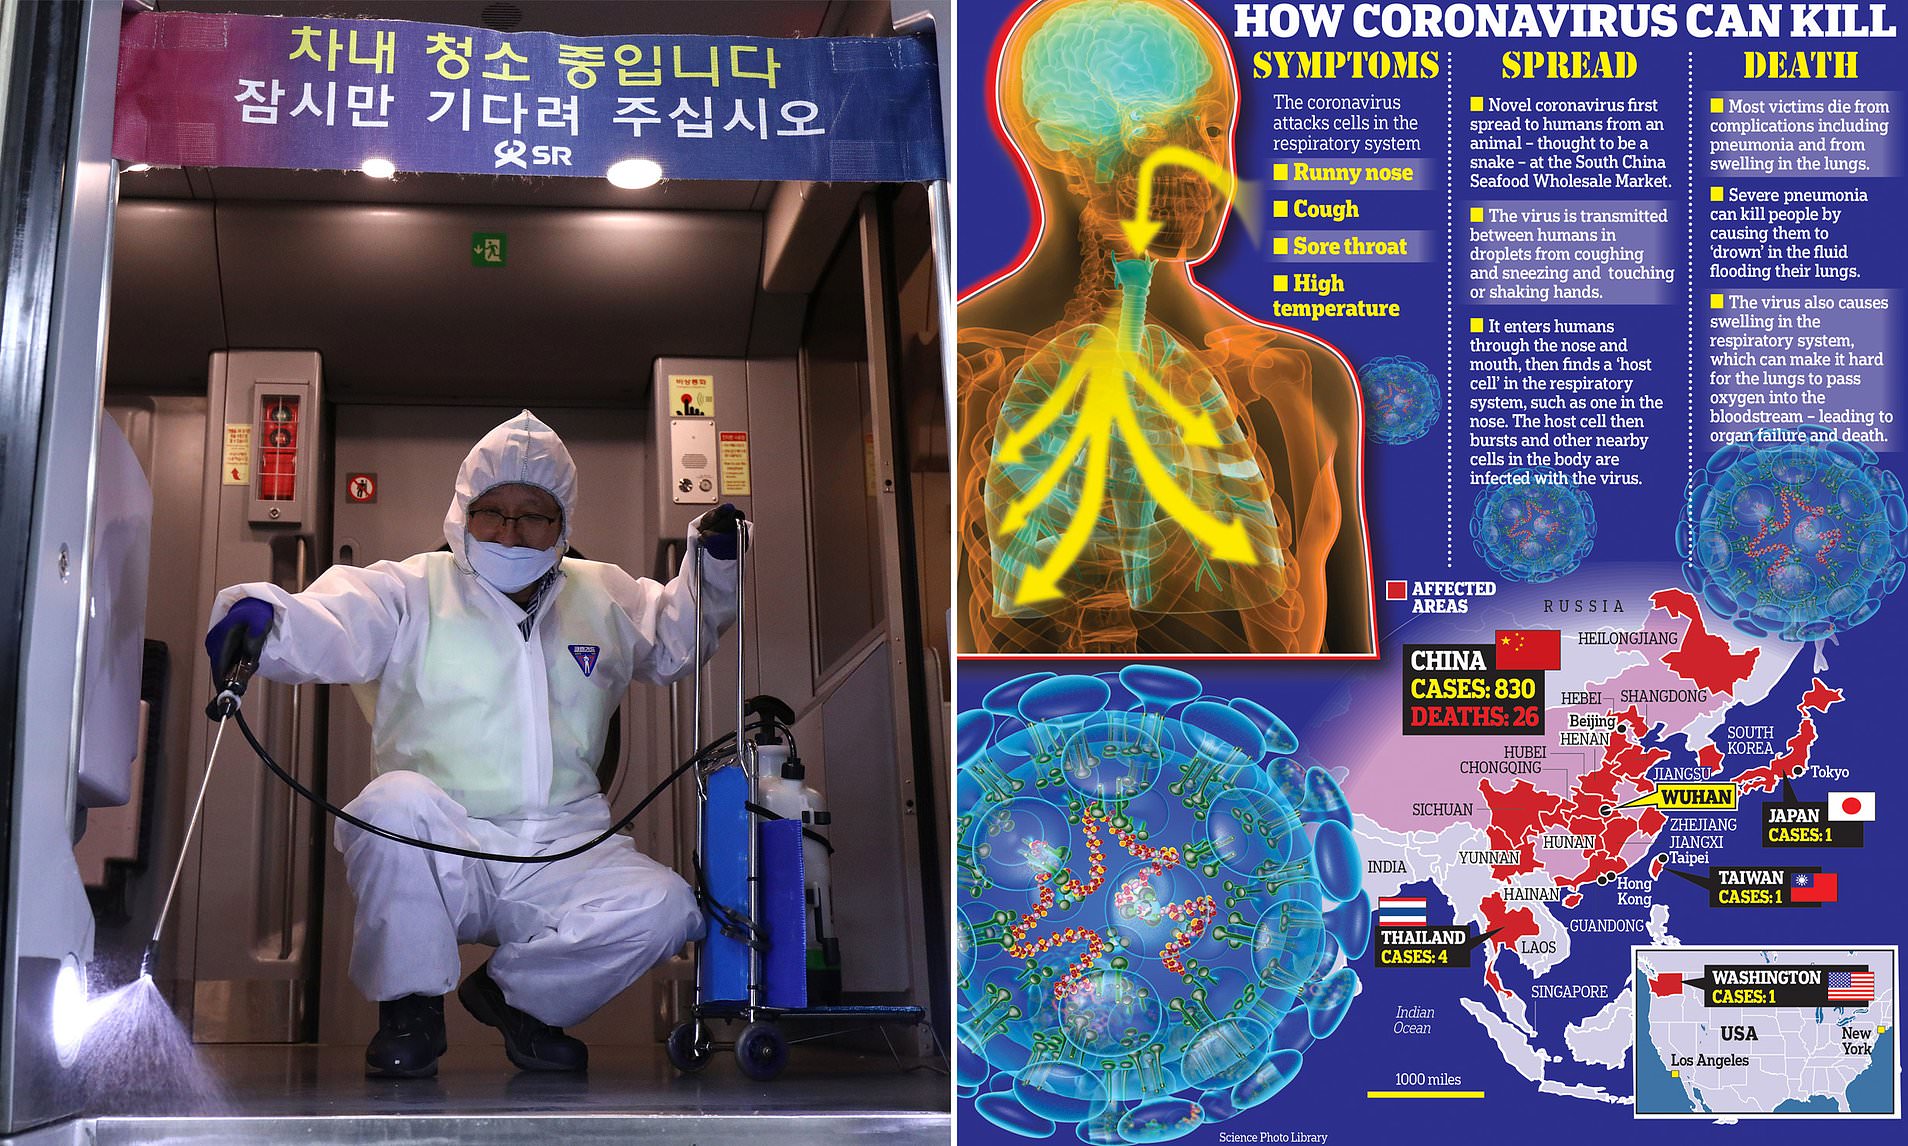 차내 청소 중입니다
잠시만 기다려 주십시오
SR
비상통화
HOW CORONAVIRUS CAN KILL
SYMPTOMS
The coronavirus
attacks cells in the
respiratory system
Runny nose
Cough
Sore throat
High
temperature
SPREAD
Novel coronavirus first
spread to humans from an
animal – thought to be a
snake – at the South China
Seafood Wholesale Market.
The virus is transmitted
between humans in
droplets from coughing
and sneezing and touching
or shaking hands.
It enters humans
through the nose and
mouth, then finds a ‘host
cell’ in the respiratory
system, such as one in the
nose. The host cell then
bursts and other nearby
cells in the body are
infected with the virus.
DEATH
Most victims die from
complications including
pneumonia and from
swelling in the lungs.
Severe pneumonia
can kill people by
causing them to
‘drown’ in the fluid
flooding their lungs.
The virus also causes
swelling in the
respiratory system,
which can make it hard
for the lungs to pass
oxygen into the
bloodstream – leading to
organ failure and death.
AFFECTED
AREAS
RUSSIA
HEILONGJIANG
CHINA
CASES: 830
DEATHS: 26
HEBEI
SHANGDONG
Beijing
HENAN
SOUTH
KOREA
HUBEI
CHONGQING
JIANGSU
Tokyo
WUHAN
SICHUAN
JAPAN
CASES: 1
ZHEJIANG
HUNAN
JIANGXI
YUNNAN
Taipei
INDIA
TAIWAN
CASES: 1
HAINAN
Hong
Kong
GUANDONG
THAILAND
CASES: 4
LAOS
SINGAPORE
Indian
Ocean
WASHINGTON
CASES: 1
USA
New
York
Los Angeles
1000 miles
Science Photo Library